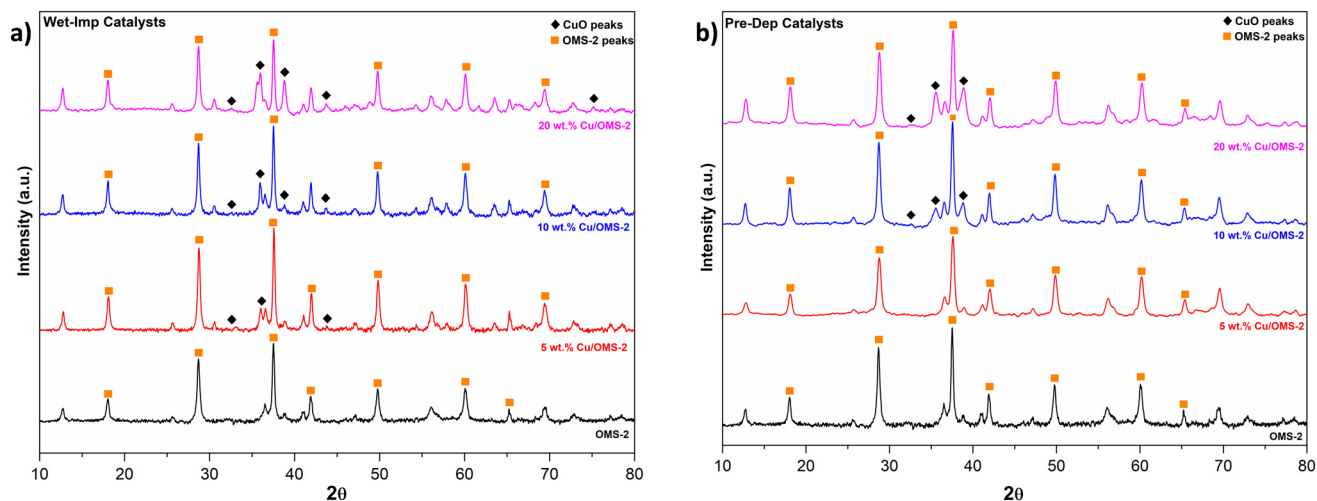 a)
Wet-Imp Catalysts
CuO peaks
OMS-2 peaks
20 wt.% Cu/OMS-2
10 wt.% Cu/OMS-2
5 wt.% Cu/OMS-2
OMS-2
Intensity (a.u.)
10 20 30 40 50 60 70 80
2θ
b)
Pre-Dep Catalysts
CuO peaks
OMS-2 peaks
20 wt.% Cu/OMS-2
10 wt.% Cu/OMS-2
5 wt.% Cu/OMS-2
OMS-2
Intensity (a.u.)
10 20 30 40 50 60 70 80
2θ